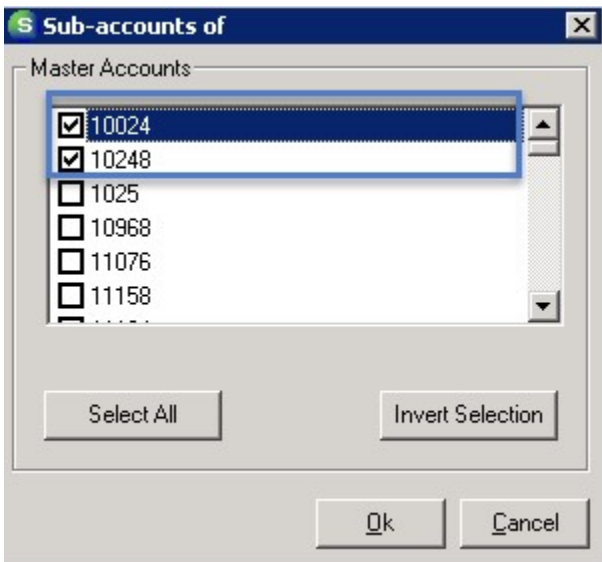 S Sub-accounts of
Master Accounts
10024
10248
1025
10968
11076
11158
Select All
Invert Selection
Ok
Cancel